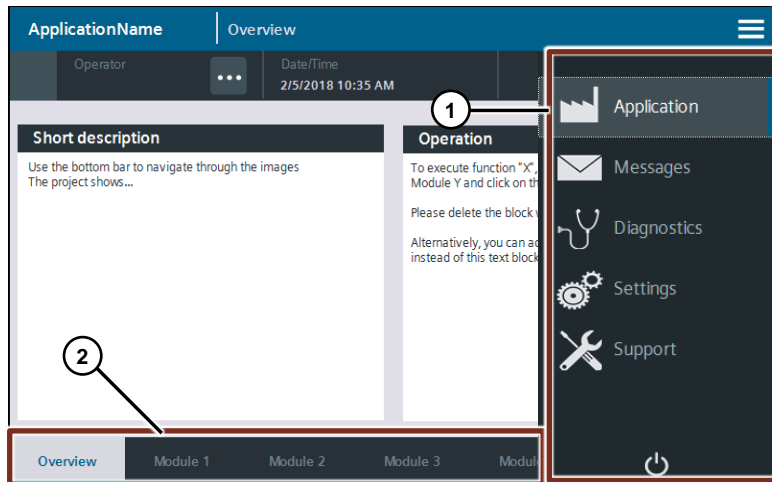 ApplicationName
Overview
Operator
...
Date/Time
2/5/2018 10:35 AM
1
Application
Messages
Diagnostics
Settings
Support
Short description
Use the bottom bar to navigate through the images
The project shows...
Operation
To execute function "X",
Module Y and click on th
Please delete the block
Alternatively, you can
instead of this text block
2
Overview
Module 1
Module 2
Module 3
Modul